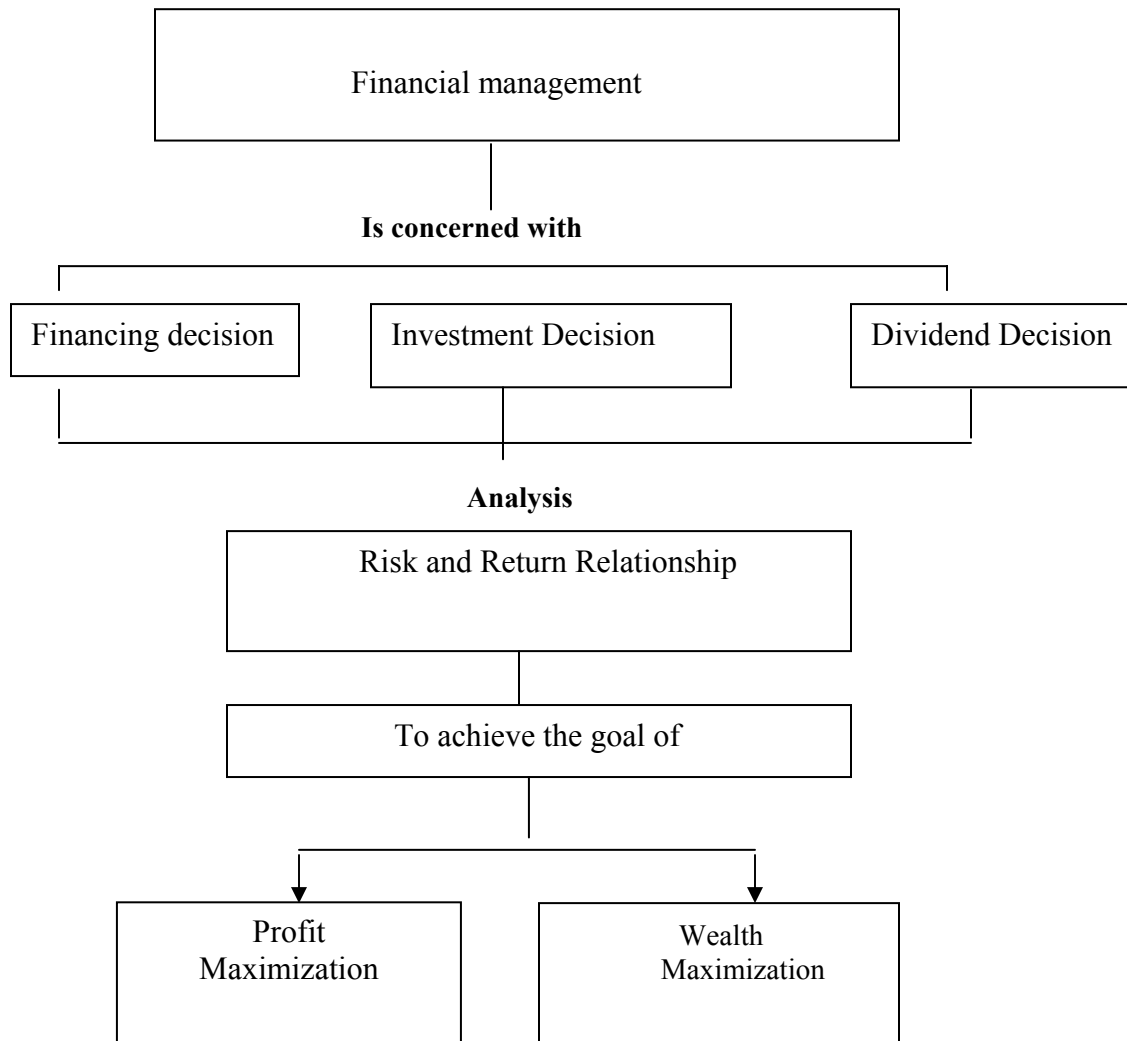 Financial management
Is concerned with
Financing decision
Investment Decision
Dividend Decision
Analysis
Risk and Return Relationship
To achieve the goal of
Profit
Maximization
Wealth
Maximization